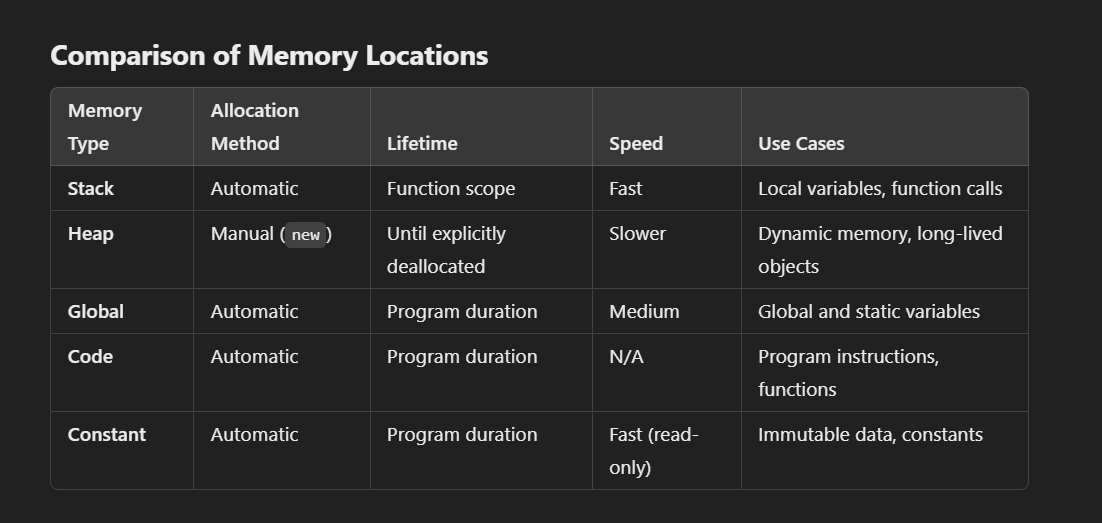 Comparison of Memory Locations
Memory Type | Allocation Method | Lifetime | Speed | Use Cases
Stack | Automatic | Function scope | Fast | Local variables, function calls
Heap | Manual (new) | Until explicitly deallocated | Slower | Dynamic memory, long-lived objects
Global | Automatic | Program duration | Medium | Global and static variables
Code | Automatic | Program duration | N/A | Program instructions, functions
Constant | Automatic | Program duration | Fast (read-only) | Immutable data, constants